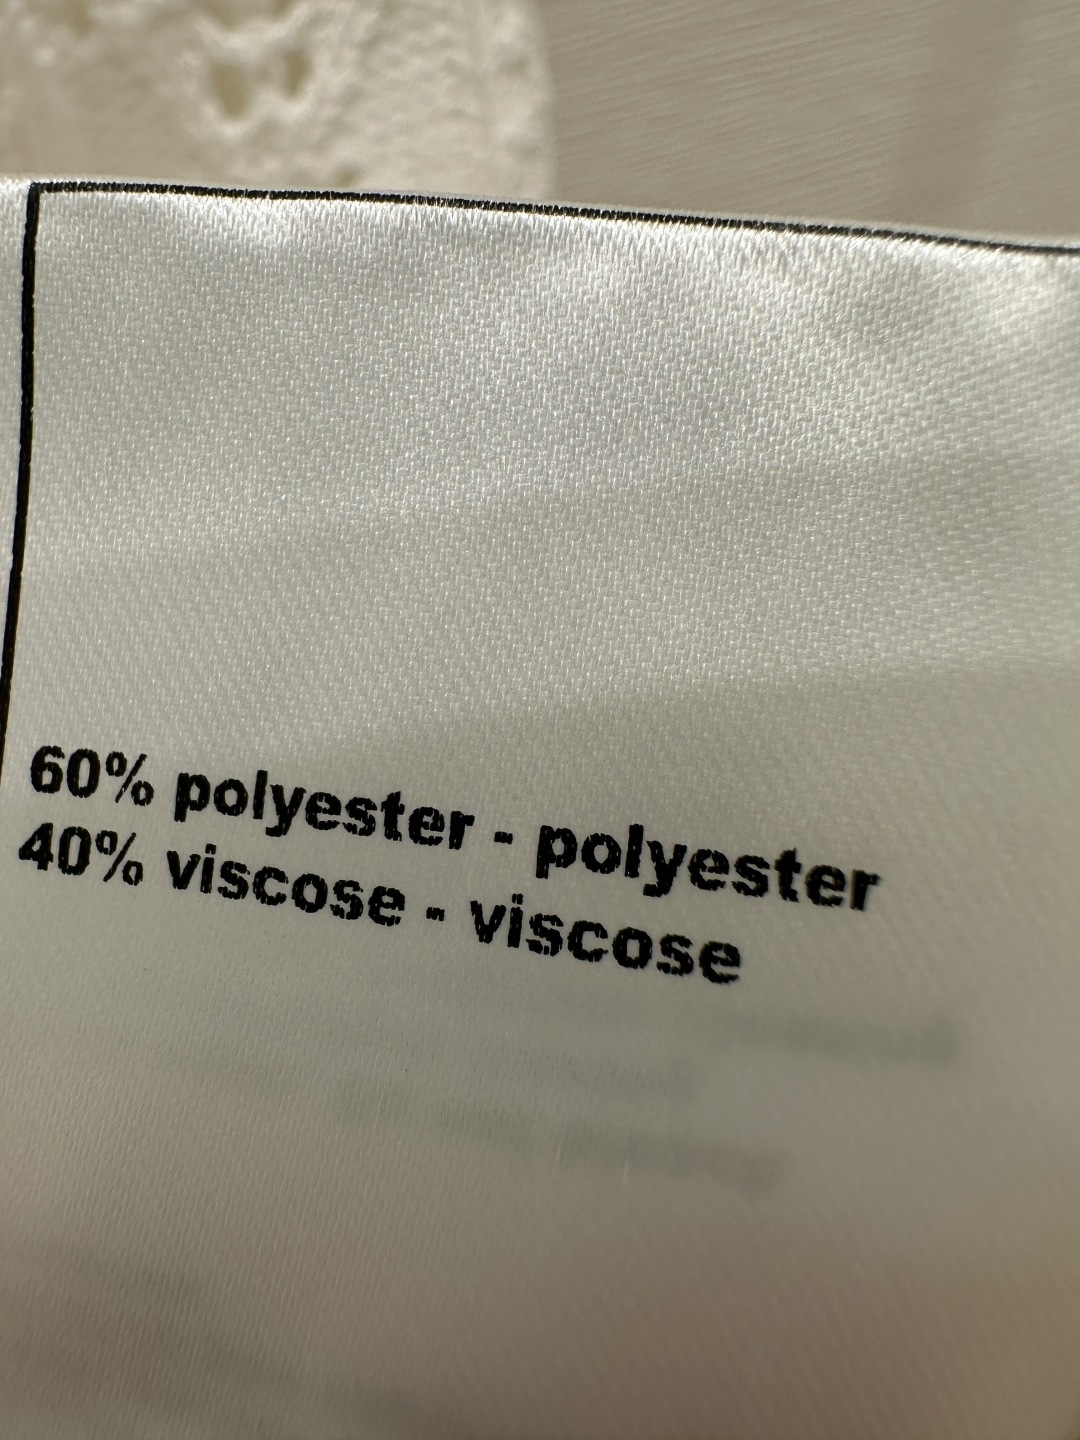 60% polyester - polyester
40% viscose - viscose